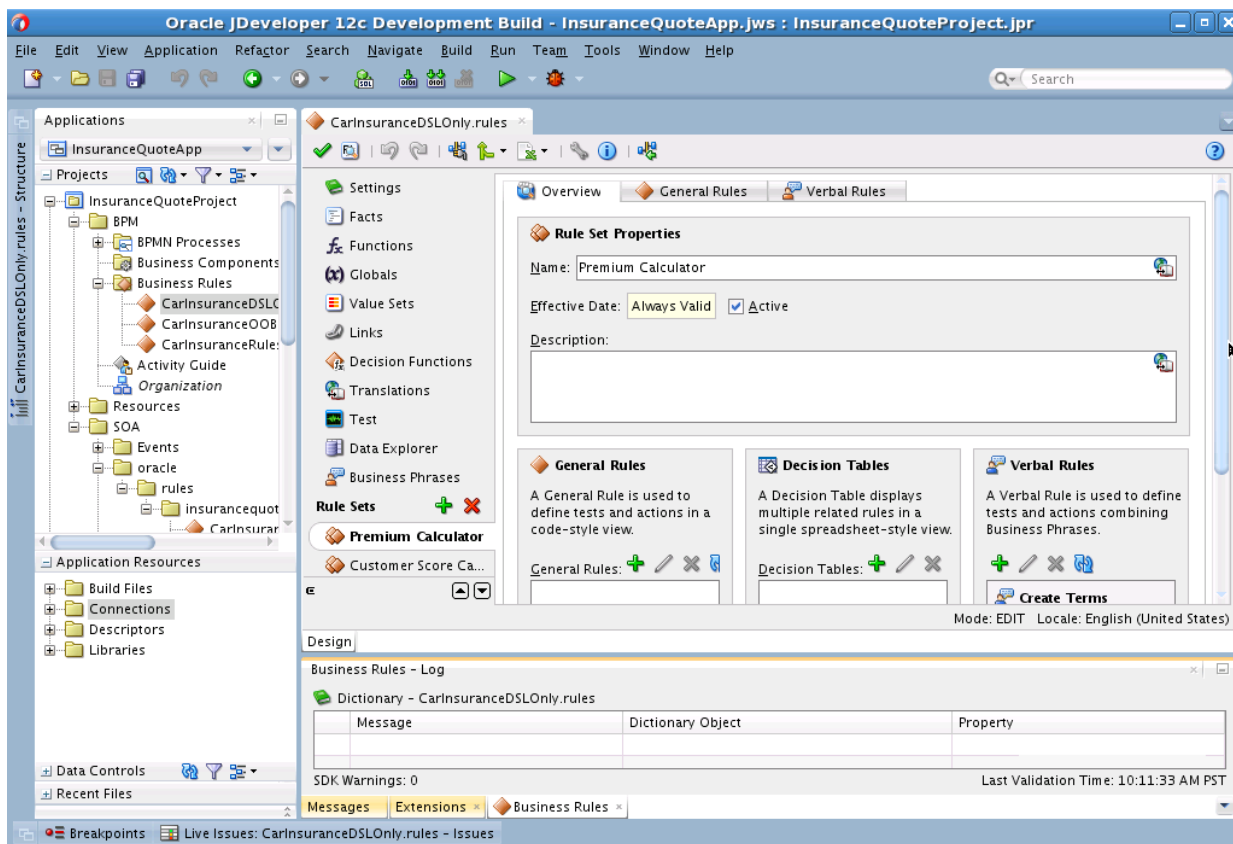 Oracle JDeveloper 12c Development Build - InsuranceQuoteApp.jws : InsuranceQuoteProject.jpr
File Edit View Application Refactor Search Navigate Build Run Team Tools Window Help
Search
CarInsuranceDSLOnly.rules - Structure
Applications
InsuranceQuoteApp
Projects
InsuranceQuoteProject
BPM
BPMN Processes
Business Components
Business Rules
CarInsuranceDSLO
CarInsuranceOOB
CarInsuranceRule
Activity Guide
Organization
Resources
SOA
Events
oracle
rules
insurancequot
CarInsurar
Application Resources
Build Files
Connections
Descriptors
Libraries
Data Controls
Recent Files
CarInsuranceDSLOnly.rules
Settings
Facts
Functions
Globals
Value Sets
Links
Decision Functions
Translations
Test
Data Explorer
Business Phrases
Rule Sets
Premium Calculator
Customer Score Ca...
Overview General Rules Verbal Rules
Rule Set Properties
Name: Premium Calculator
Effective Date: Always Valid Active
Description:
General Rules
A General Rule is used to
define tests and actions in a
code-style view.
General Rules:
Decision Tables
A Decision Table displays
multiple related rules in a
single spreadsheet-style view.
Decision Tables:
Verbal Rules
A Verbal Rule is used to define
tests and actions combining
Business Phrases.
Create Terms
Mode: EDIT Locale: English (United States)
Design
Business Rules - Log
Dictionary - CarInsuranceDSLOnly.rules
Message Dictionary Object Property
SDK Warnings: 0 Last Validation Time: 10:11:33 AM PST
Messages Extensions Business Rules
Breakpoints Live Issues: CarInsuranceDSLOnly.rules - Issues